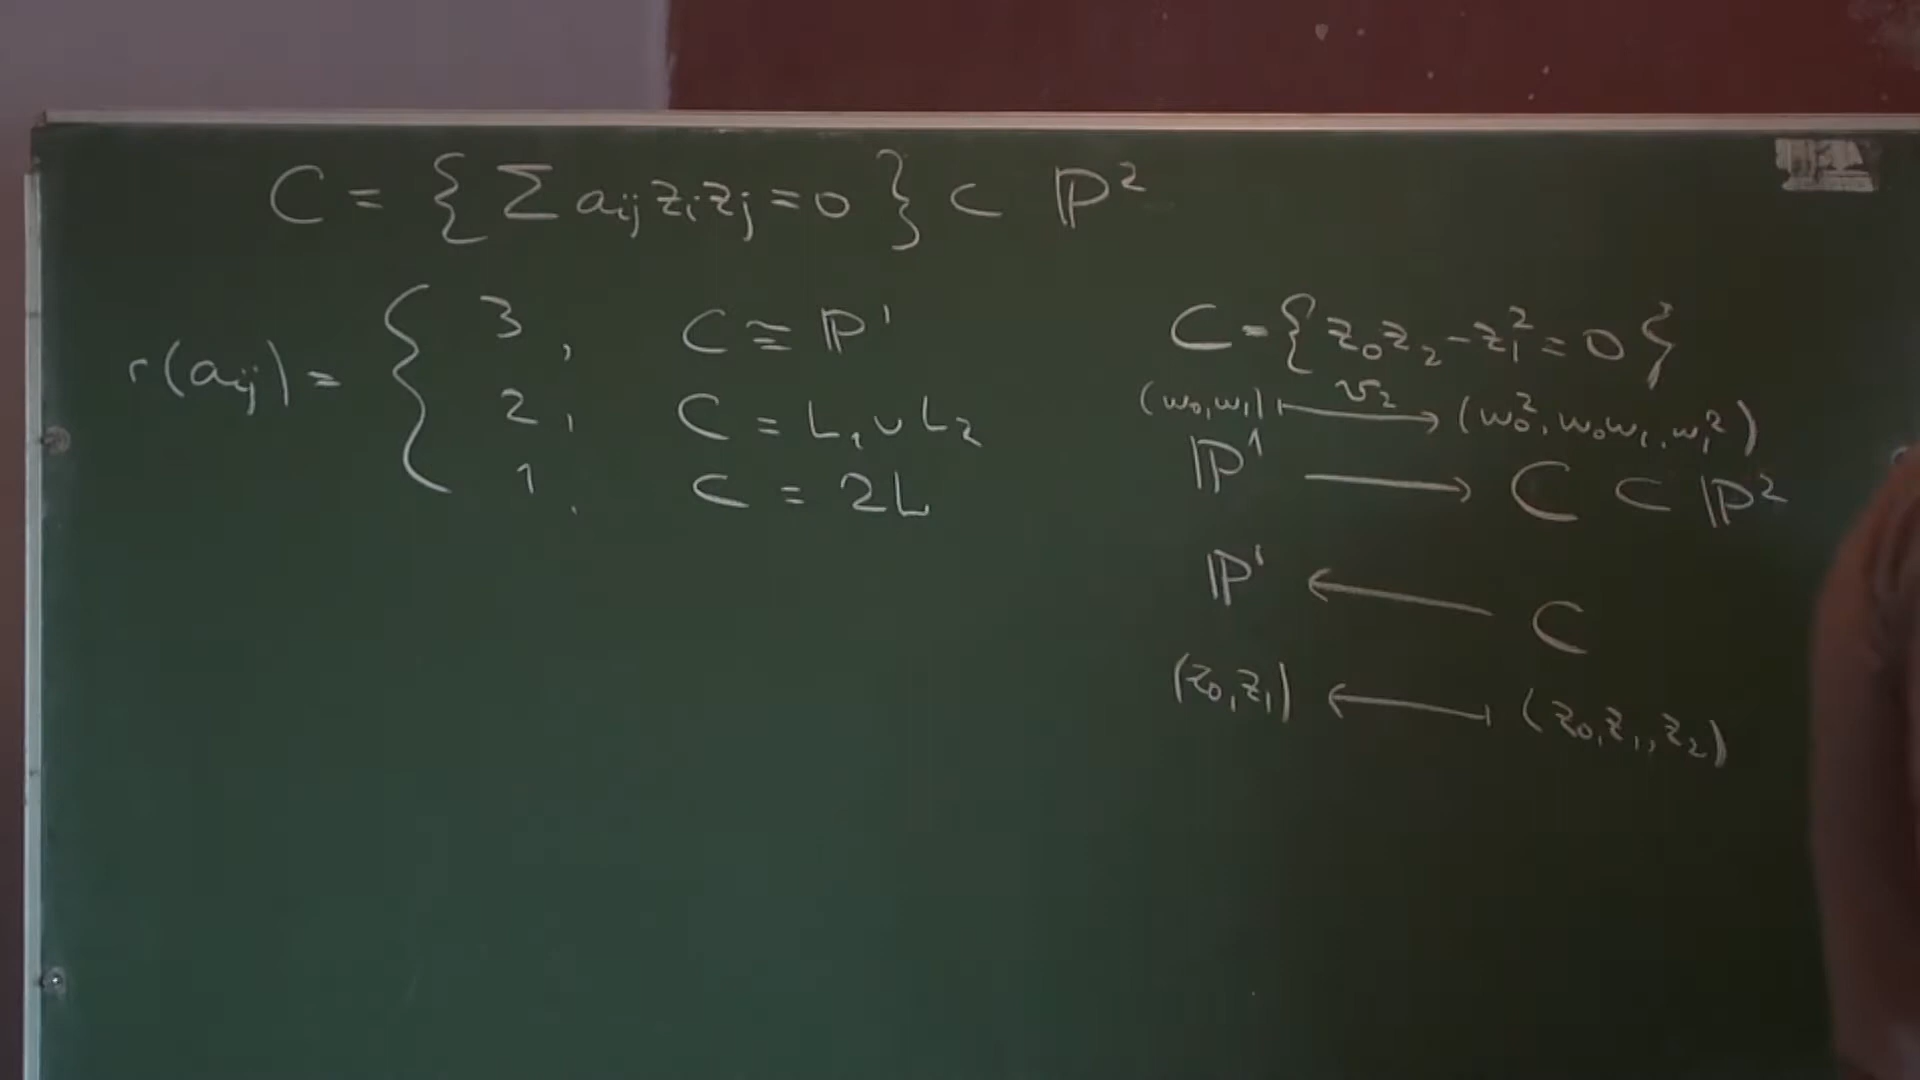 C = { ∑ aᵢⱼ zᵢ zⱼ = 0 } ⊂ ℙ²
r(aᵢⱼ) = {
3, C ≅ ℙ¹
2, C = L₁ ∪ L₂
1. C = 2L
C = { z₀z₂ - z₁² = 0 }
(w₀, w₁) ⟼ v₂ (w₀², w₀w₁, w₁²)
ℙ¹ ⟶ C ⊂ ℙ²
ℙ¹ ⟵ C
(z₀, z₁) ⟻ (z₀, z₁, z₂)